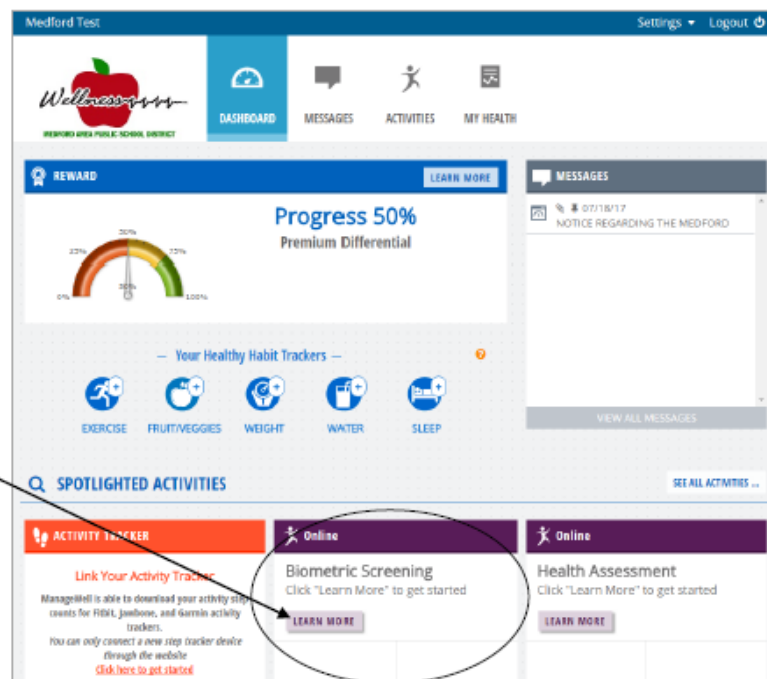 Medford Test
Settings
Logout
Wellness
MEDFORD AREA PUBLIC SCHOOL DISTRICT
DASHBOARD
MESSAGES
ACTIVITIES
MY HEALTH
REWARD
LEARN MORE
Progress 50%
Premium Differential
0%
25%
50%
75%
100%
50%
MESSAGES
07/18/17
NOTICE REGARDING THE MEDFORD
VIEW ALL MESSAGES
— Your Healthy Habit Trackers —
EXERCISE
FRUIT/VEGGIES
WEIGHT
WATER
SLEEP
SPOTLIGHTED ACTIVITIES
SEE ALL ACTIVITIES ...
ACTIVITY TRACKER
Link Your Activity Tracker
ManageWell is able to download your activity step
counts for Fitbit, Jawbone, and Garmin activity
trackers.
You can only connect a new step tracker device
through the website
Click here to get started
Online
Biometric Screening
Click "Learn More" to get started
LEARN MORE
Online
Health Assessment
Click "Learn More" to get started
LEARN MORE